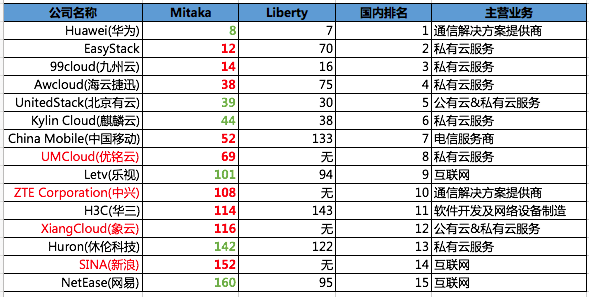 公司名称 Mitaka Liberty 国内排名 主营业务
Huawei(华为) 8 7 1 通信解决方案提供商
EasyStack 12 70 2 私有云服务
99cloud(九州云) 14 16 3 私有云服务
Awcloud(海云捷迅) 38 75 4 私有云服务
UnitedStack(北京有云) 39 30 5 公有云&私有云服务
Kylin Cloud(麒麟云) 44 38 6 私有云服务
China Mobile(中国移动) 52 133 7 电信服务商
UMCloud(优铭云) 69 无 8 私有云服务
Letv(乐视) 101 94 9 互联网
ZTE Corporation(中兴) 108 无 10 通信解决方案提供商
H3C(华三) 114 143 11 软件开发及网络设备制造
XiangCloud(象云) 116 无 12 公有云&私有云服务
Huron(休伦科技) 142 122 13 私有云服务
SINA(新浪) 152 无 14 互联网
NetEase(网易) 160 95 15 互联网